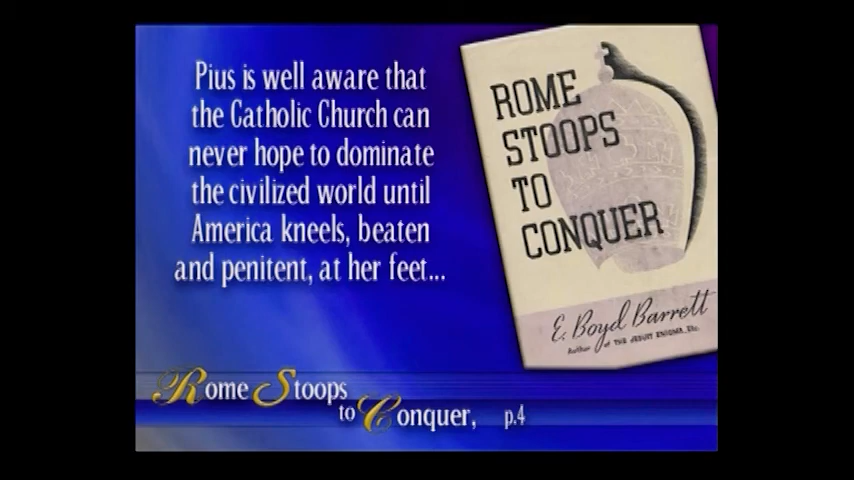 Pius is well aware that
the Catholic Church can
never hope to dominate
the civilized world until
America kneels, beaten
and penitent, at her feet...
ROME
STOOPS
TO
CONQUER
E. Boyd Barrett
Author of THE JESUIT ENIGMA, Etc.
Rome Stoops
to Conquer, p.4